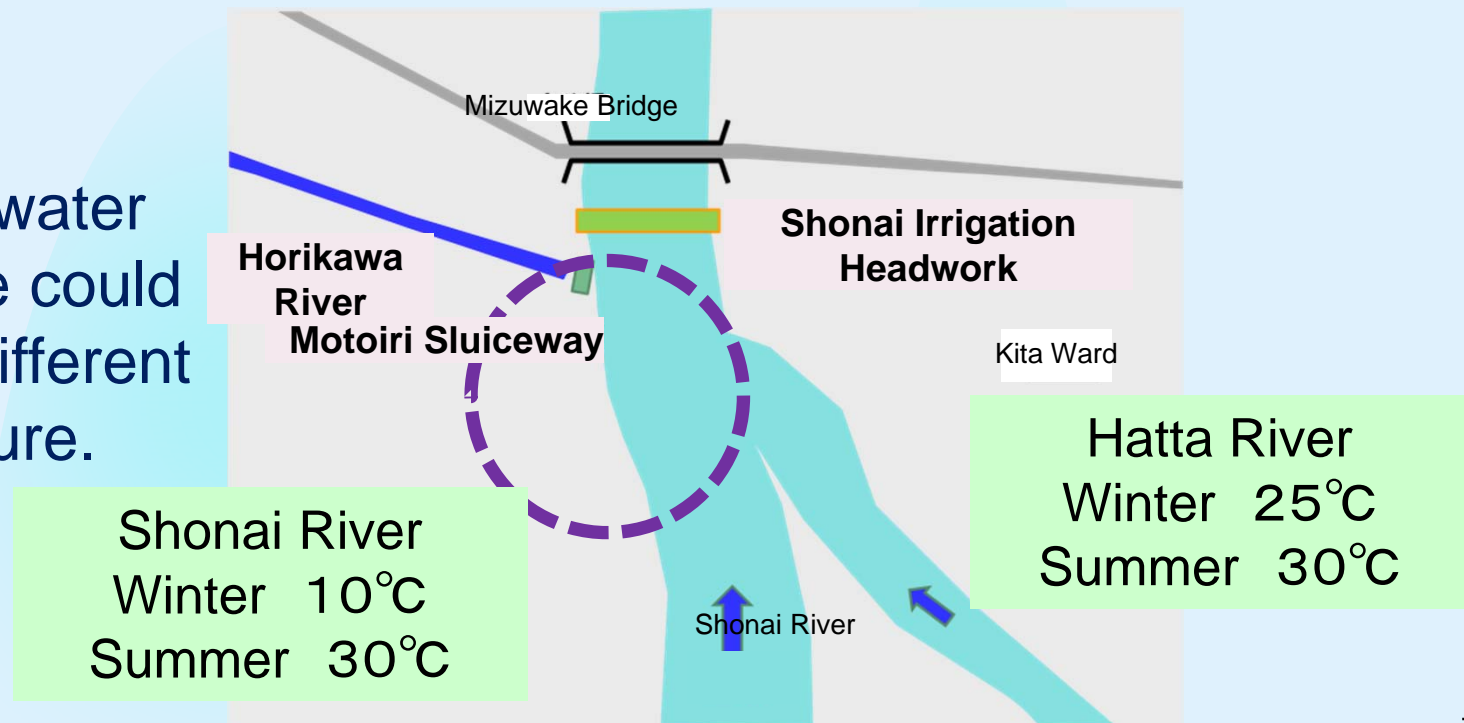 Mizuwake Bridge
water
e could
ifferent
ure.
Horikawa
River
Motoiri Sluiceway
Shonai Irrigation
Headwork
Kita Ward
Hatta River
Winter 25℃
Summer 30℃
Shonai River
Winter 10℃
Summer 30℃
Shonai River